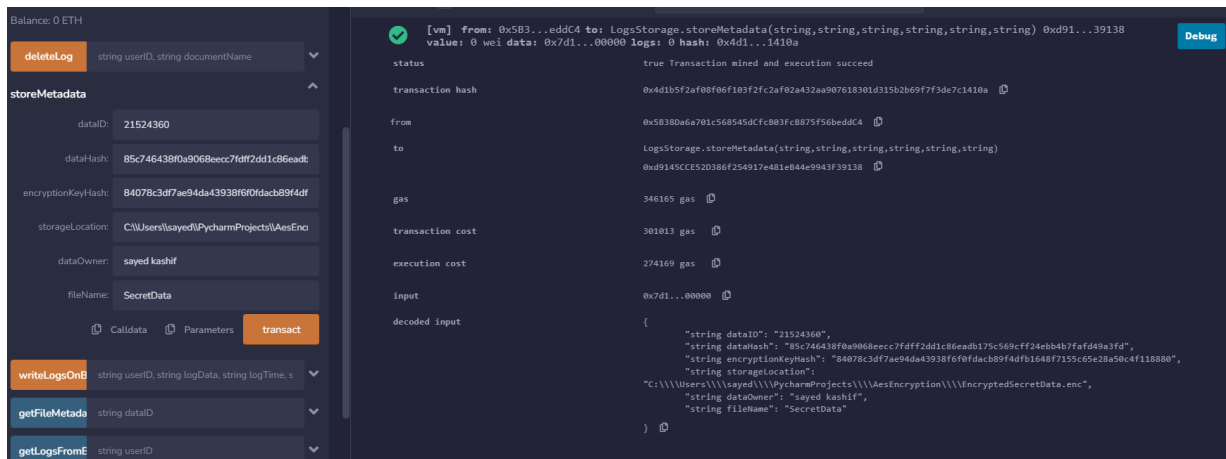 Balance: 0 ETH
deleteLog string userID, string documentName
storeMetadata
dataID: 21524360
dataHash: 85c746438f0a9068eecc7fdff2dd1c86eadb
encryptionKeyHash: 84078c3df7ae94da43938f6f0fdacb89f4df
storageLocation: C:\\Users\\sayed\\PycharmProjects\\AesEnc
dataOwner: sayed kashif
fileName: SecretData
Calldata Parameters transact
writeLogsOnB string userID, string logData, string logTime, s
getFileMetada string dataID
getLogsFromE string userID
[vm] from: 0x5B3...eddC4 to: LogsStorage.storeMetadata(string,string,string,string,string,string) 0xd91...39138
value: 0 wei data: 0x7d1...00000 logs: 0 hash: 0x4d1...1410a
Debug
status true Transaction mined and execution succeed
transaction hash 0x4d1b5f2af08f06f103f2fc2af02a432aa907618301d315b2b69f7f3de7c1410a
from 0x5B38Da6a701c568545dCfcB03FcB875f56beddC4
to LogsStorage.storeMetadata(string,string,string,string,string,string)
0xd9145CCE52D386f254917e481eB44e9943F39138
gas 346165 gas
transaction cost 301013 gas
execution cost 274169 gas
input 0x7d1...00000
decoded input {
"string dataID": "21524360",
"string dataHash": "85c746438f0a9068eecc7fdff2dd1c86eadb175c569cff24ebb4b7fafd49a3fd",
"string encryptionKeyHash": "84078c3df7ae94da43938f6f0fdacb89f4dfb1648f7155c65e28a50c4f118880",
"string storageLocation":
"C:\\\\Users\\\\sayed\\\\PycharmProjects\\\\AesEncryption\\\\EncryptedSecretData.enc",
"string dataOwner": "sayed kashif",
"string fileName": "SecretData"
}